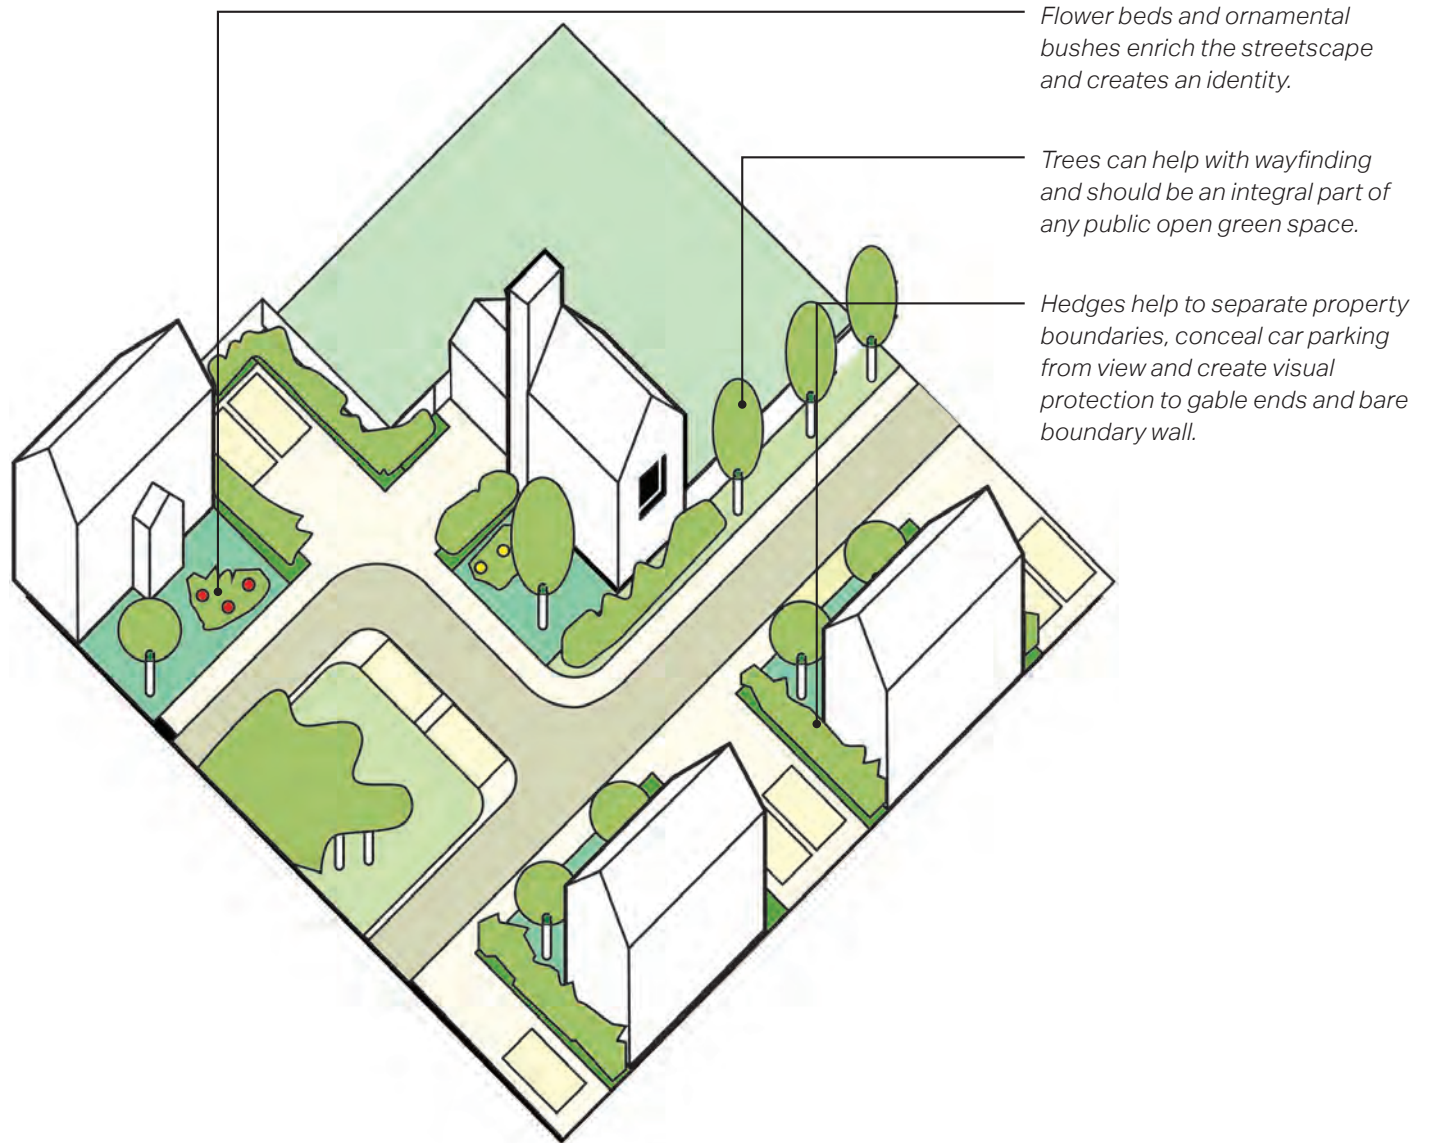 Flower beds and ornamental
bushes enrich the streetscape
and creates an identity.
Trees can help with wayfinding
and should be an integral part of
any public open green space.
Hedges help to separate property
boundaries, conceal car parking
from view and create visual
protection to gable ends and bare
boundary wall.